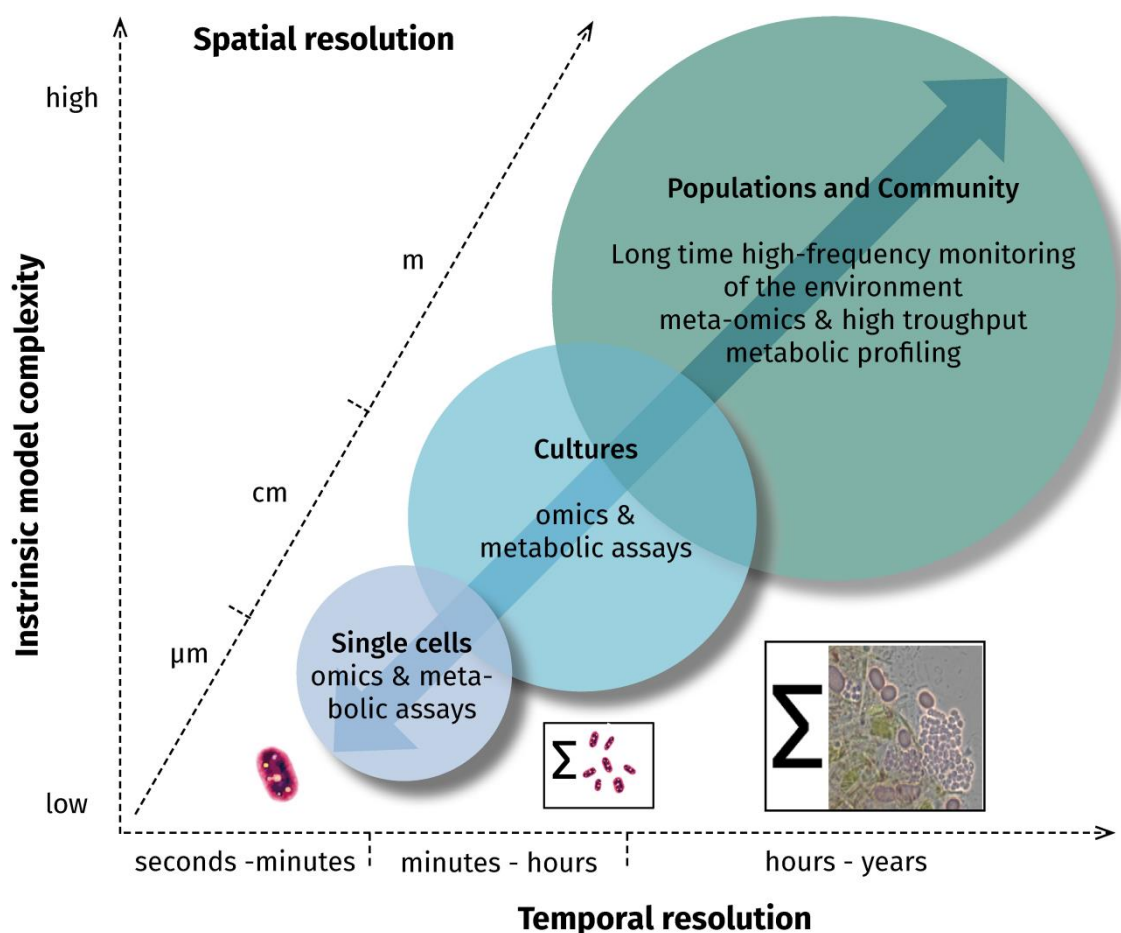 Spatial resolution
high
m
cm
µm
low
Instrinsic model complexity
Populations and Community
Long time high-frequency monitoring
of the environment
meta-omics & high troughput
metabolic profiling
Cultures
omics &
metabolic assays
Single cells
omics & meta-
bolic assays
Σ
Σ
seconds -minutes
minutes - hours
hours - years
Temporal resolution